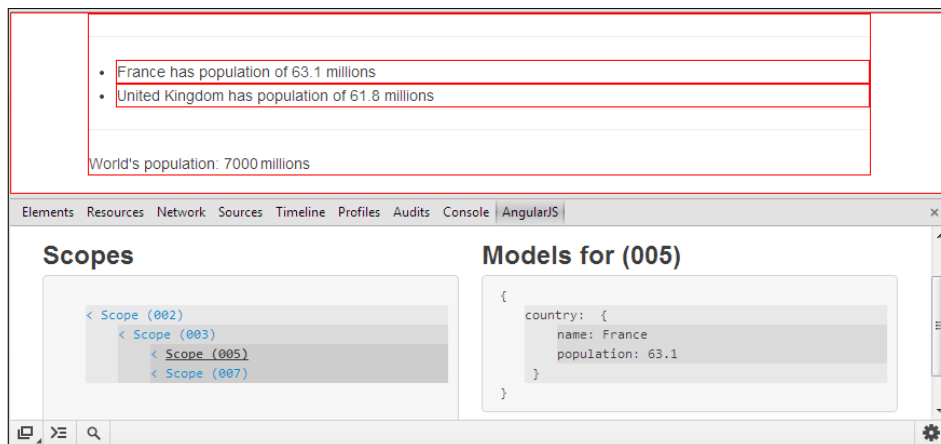 France has population of 63.1 millions
United Kingdom has population of 61.8 millions
World's population: 7000 millions
Elements Resources Network Sources Timeline Profiles Audits Console AngularJS ×
Scopes
< Scope (002)
< Scope (003)
< Scope (005)
< Scope (007)
Models for (005)
{
country: {
name: France
population: 63.1
}
}